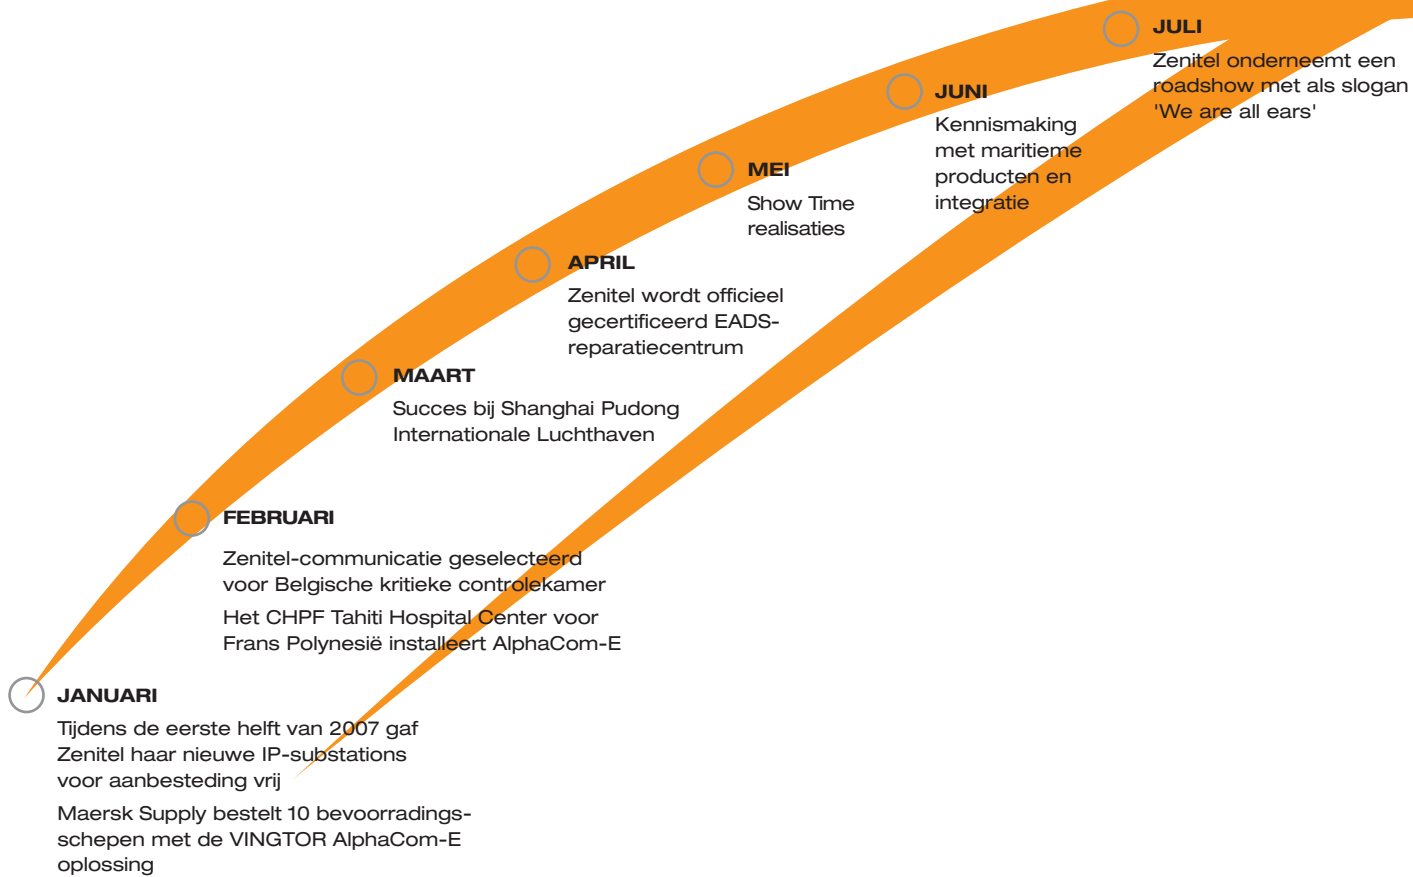 JULI
Zenitel onderneemt een
roadshow met als slogan
'We are all ears'
JUNI
Kennismaking
met maritieme
producten en
integratie
MEI
Show Time
realisaties
APRIL
Zenitel wordt officieel
gecertificeerd EADS-
reparatiecentrum
MAART
Succes bij Shanghai Pudong
Internationale Luchthaven
FEBRUARI
Zenitel-communicatie geselecteerd
voor Belgische kritieke controlekamer
Het CHPF Tahiti Hospital Center voor
Frans Polynesië installeert AlphaCom-E
JANUARI
Tijdens de eerste helft van 2007 gaf
Zenitel haar nieuwe IP-substations
voor aanbesteding vrij
Maersk Supply bestelt 10 bevoorradings-
schepen met de VINGTOR AlphaCom-E
oplossing